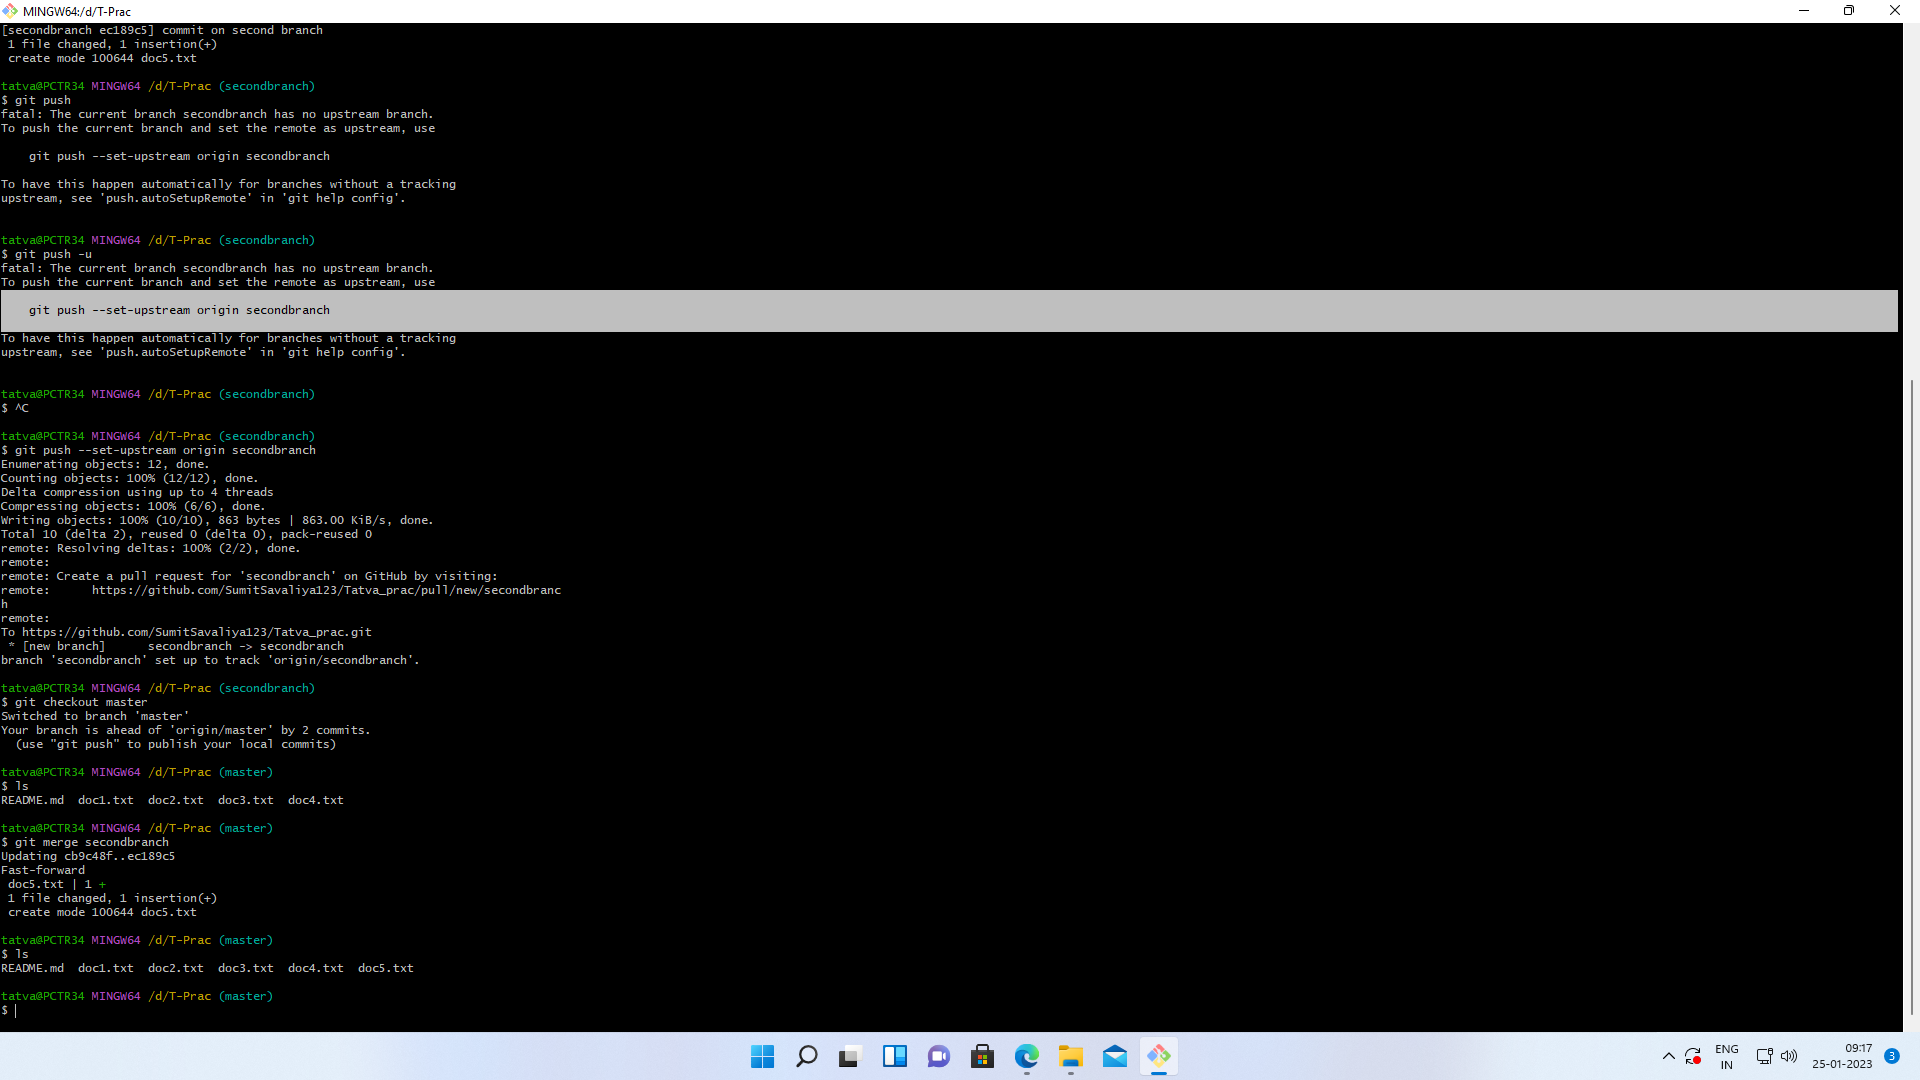 MINGW64:/d/T-Prac
[secondbranch ec189c5] commit on second branch
 1 file changed, 1 insertion(+)
 create mode 100644 doc5.txt

tatva@PCTR34 MINGW64 /d/T-Prac (secondbranch)
$ git push
fatal: The current branch secondbranch has no upstream branch.
To push the current branch and set the remote as upstream, use

    git push --set-upstream origin secondbranch

To have this happen automatically for branches without a tracking
upstream, see 'push.autoSetupRemote' in 'git help config'.


tatva@PCTR34 MINGW64 /d/T-Prac (secondbranch)
$ git push -u
fatal: The current branch secondbranch has no upstream branch.
To push the current branch and set the remote as upstream, use

    git push --set-upstream origin secondbranch

To have this happen automatically for branches without a tracking
upstream, see 'push.autoSetupRemote' in 'git help config'.


tatva@PCTR34 MINGW64 /d/T-Prac (secondbranch)
$ ^C

tatva@PCTR34 MINGW64 /d/T-Prac (secondbranch)
$ git push --set-upstream origin secondbranch
Enumerating objects: 12, done.
Counting objects: 100% (12/12), done.
Delta compression using up to 4 threads
Compressing objects: 100% (6/6), done.
Writing objects: 100% (10/10), 863 bytes | 863.00 KiB/s, done.
Total 10 (delta 2), reused 0 (delta 0), pack-reused 0
remote: Resolving deltas: 100% (2/2), done.
remote:
remote: Create a pull request for 'secondbranch' on GitHub by visiting:
remote:      https://github.com/SumitSavaliya123/Tatva_prac/pull/new/secondbranc
h
remote:
To https://github.com/SumitSavaliya123/Tatva_prac.git
 * [new branch]      secondbranch -> secondbranch
branch 'secondbranch' set up to track 'origin/secondbranch'.

tatva@PCTR34 MINGW64 /d/T-Prac (secondbranch)
$ git checkout master
Switched to branch 'master'
Your branch is ahead of 'origin/master' by 2 commits.
  (use "git push" to publish your local commits)

tatva@PCTR34 MINGW64 /d/T-Prac (master)
$ ls
README.md  doc1.txt  doc2.txt  doc3.txt  doc4.txt

tatva@PCTR34 MINGW64 /d/T-Prac (master)
$ git merge secondbranch
Updating cb9c48f..ec189c5
Fast-forward
 doc5.txt | 1 +
 1 file changed, 1 insertion(+)
 create mode 100644 doc5.txt

tatva@PCTR34 MINGW64 /d/T-Prac (master)
$ ls
README.md  doc1.txt  doc2.txt  doc3.txt  doc4.txt  doc5.txt

tatva@PCTR34 MINGW64 /d/T-Prac (master)
$
ENG
IN
09:17
25-01-2023
3